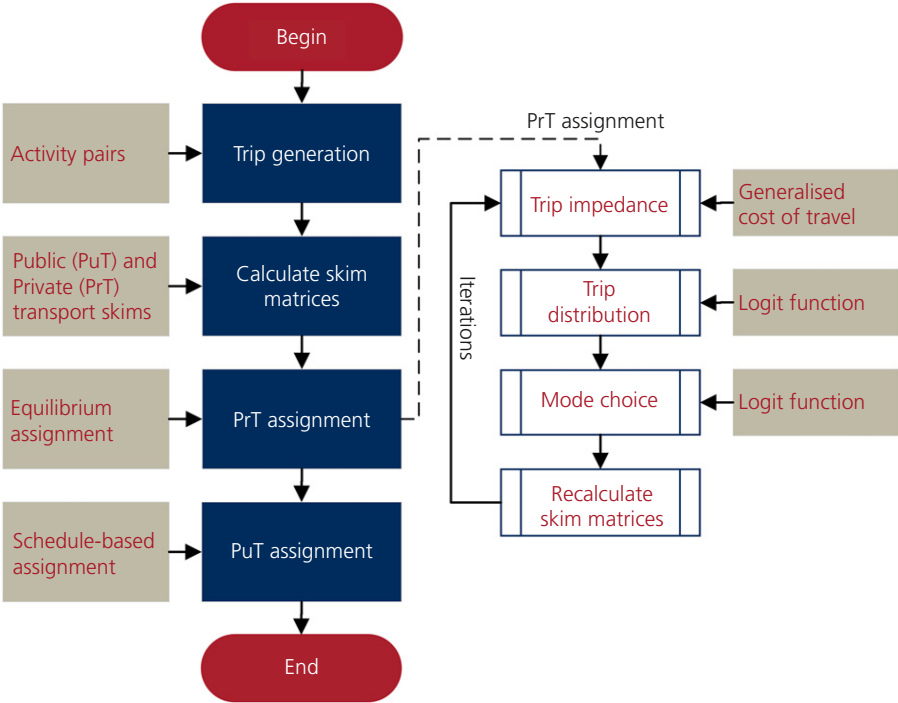 Begin
Activity pairs
Trip generation
Public (PuT) and
Private (PrT)
transport skims
Calculate skim
matrices
Equilibrium
assignment
PrT assignment
Schedule-based
assignment
PuT assignment
End
PrT assignment
Trip impedance
Generalised
cost of travel
Iterations
Trip
distribution
Logit function
Mode choice
Logit function
Recalculate
skim matrices